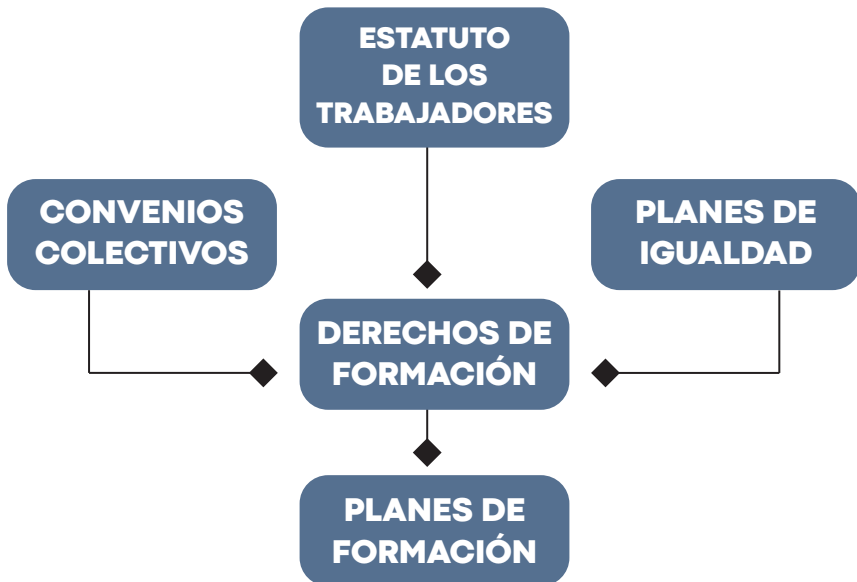 ESTATUTO
DE LOS
TRABAJADORES
CONVENIOS
COLECTIVOS
PLANES DE
IGUALDAD
DERECHOS DE
FORMACIÓN
PLANES DE
FORMACIÓN